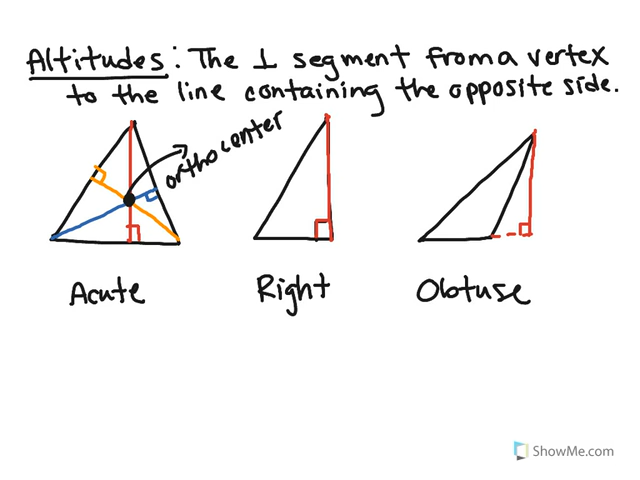 Altitudes: The ⊥ segment from a vertex
to the line containing the opposite side.
orthocenter
Acute
Right
Obtuse
ShowMe.com